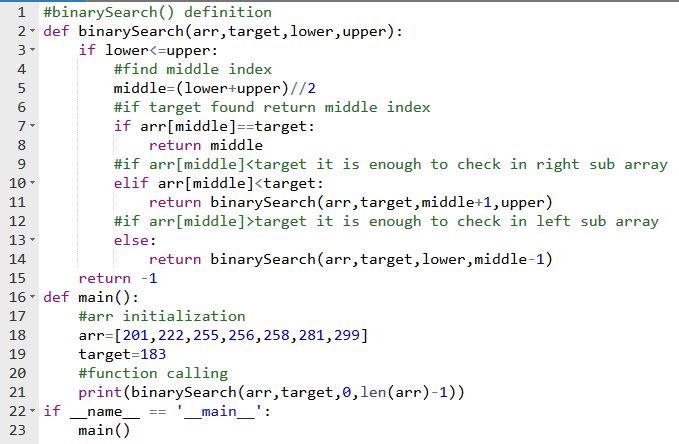 1 #binarySearch() definition
2 def binarySearch(arr,target,lower,upper):
3     if lower<=upper:
4         #find middle index
5         middle=(lower+upper)//2
6         #if target found return middle index
7         if arr[middle]==target:
8             return middle
9         #if arr[middle]<target it is enough to check in right sub array
10         elif arr[middle]<target:
11             return binarySearch(arr,target,middle+1,upper)
12         #if arr[middle]>target it is enough to check in left sub array
13         else:
14             return binarySearch(arr,target,lower,middle-1)
15     return -1
16 def main():
17     #arr initialization
18     arr=[201,222,255,256,258,281,299]
19     target=183
20     #function calling
21     print(binarySearch(arr,target,0,len(arr)-1))
22 if __name__ == '__main__':
23     main()